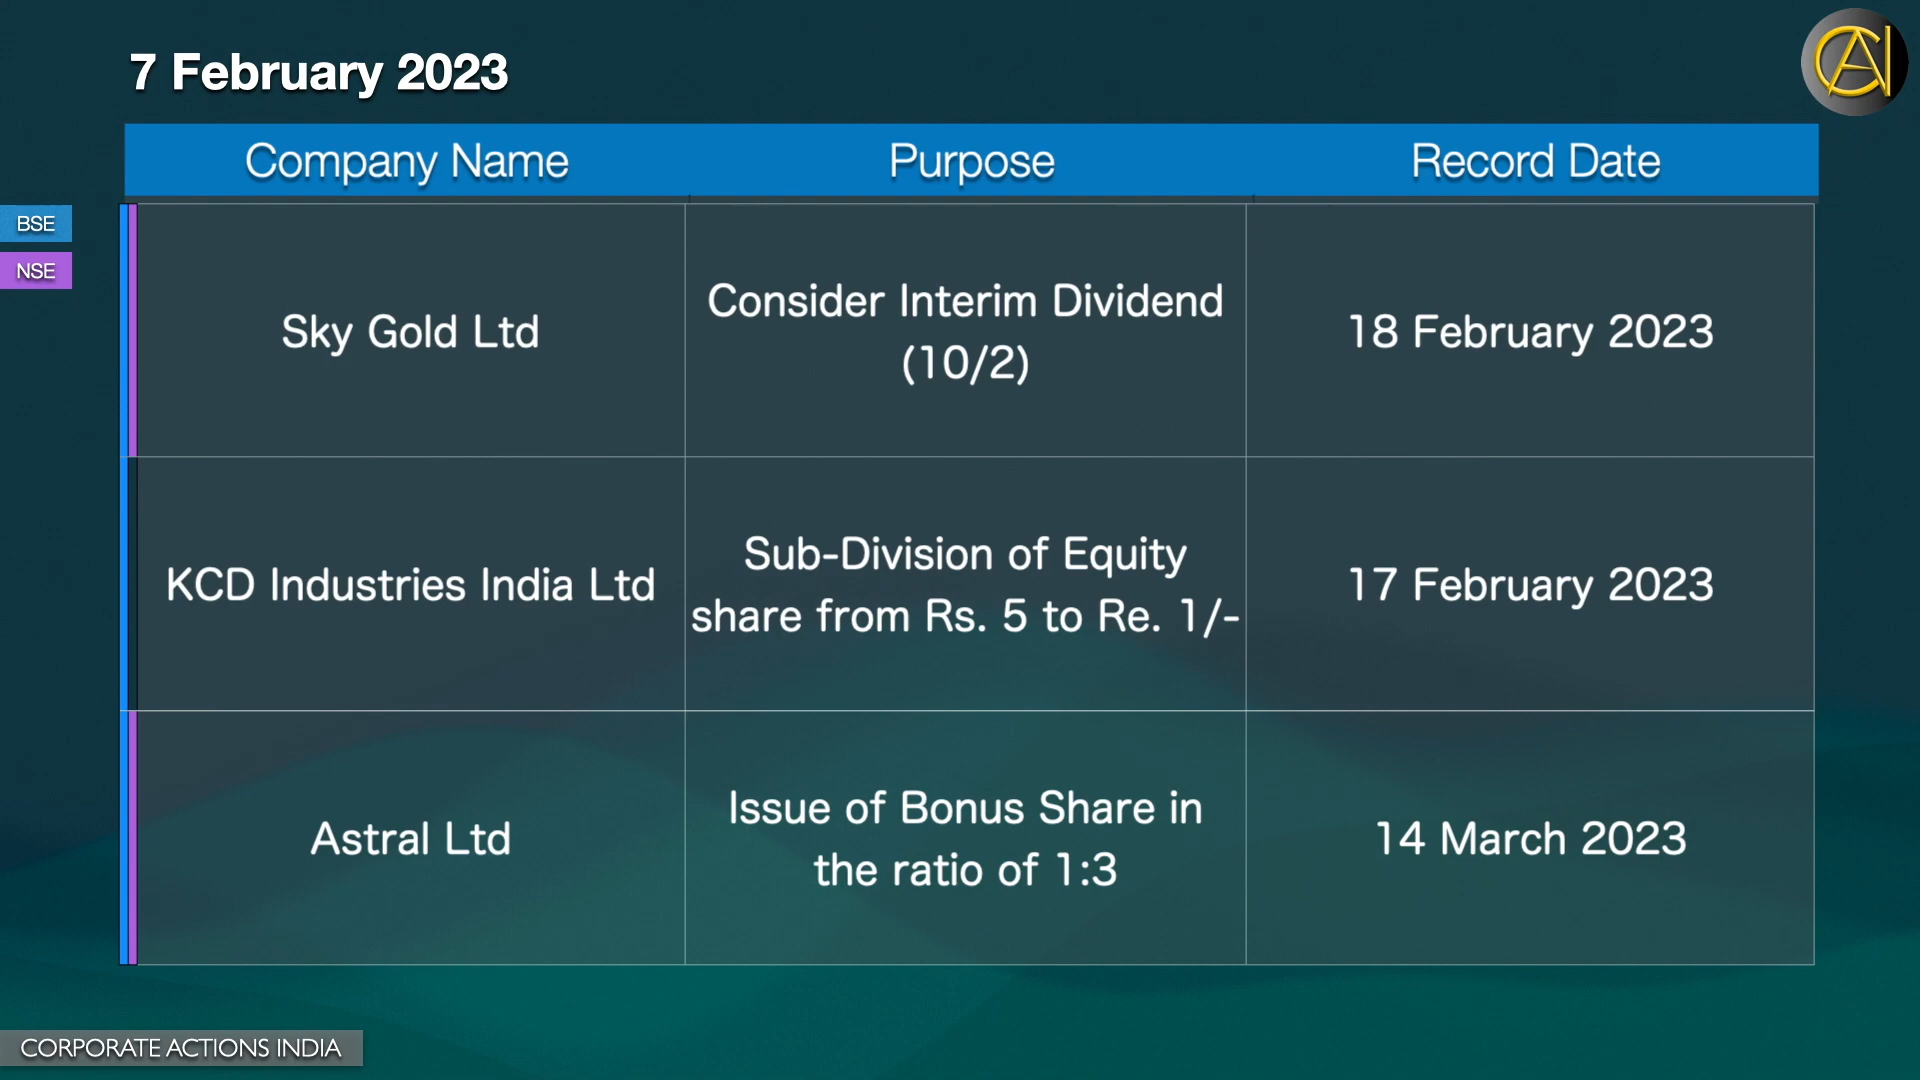 7 February 2023
CAI
Company Name
Purpose
Record Date
BSE
NSE
Sky Gold Ltd
Consider Interim Dividend
(10/2)
18 February 2023
KCD Industries India Ltd
Sub-Division of Equity
share from Rs. 5 to Re. 1/-
17 February 2023
Astral Ltd
Issue of Bonus Share in
the ratio of 1:3
14 March 2023
CORPORATE ACTIONS INDIA